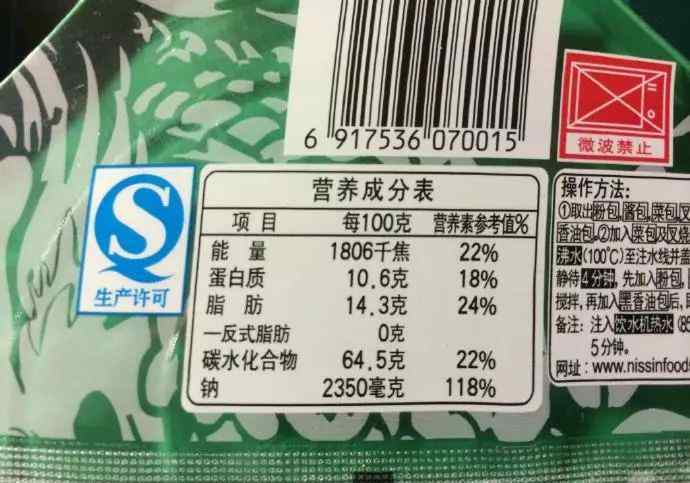 6 917536 070015
微波禁止
生产许可
营养成分表
项目 每100克 营养素参考值%
能量 1806千焦 22%
蛋白质 10.6克 18%
脂肪 14.3克 24%
—反式脂肪 0克
碳水化合物 64.5克 22%
钠 2350毫克 118%
操作方法:
①取出粉包,酱包,菜包,叉
香油包。②加入菜包及叉烧
沸水(100℃)至注水线并盖
静待4分钟, 先加入粉包,
搅拌, 再加入黑香油包后,
备注: 注入饮水机热水(85
5分钟。
网址: www.nissinfoods